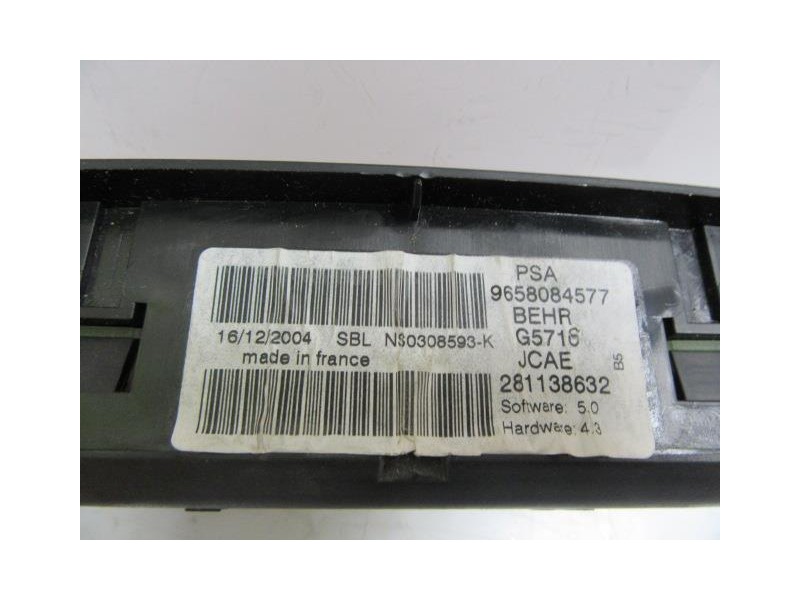 PSA
9658084577
BEHR
G5716
JCAE
281138632
Software: 5.0
Hardware: 4.3
B5
16/12/2004 SBL NS0308593-K
made in france